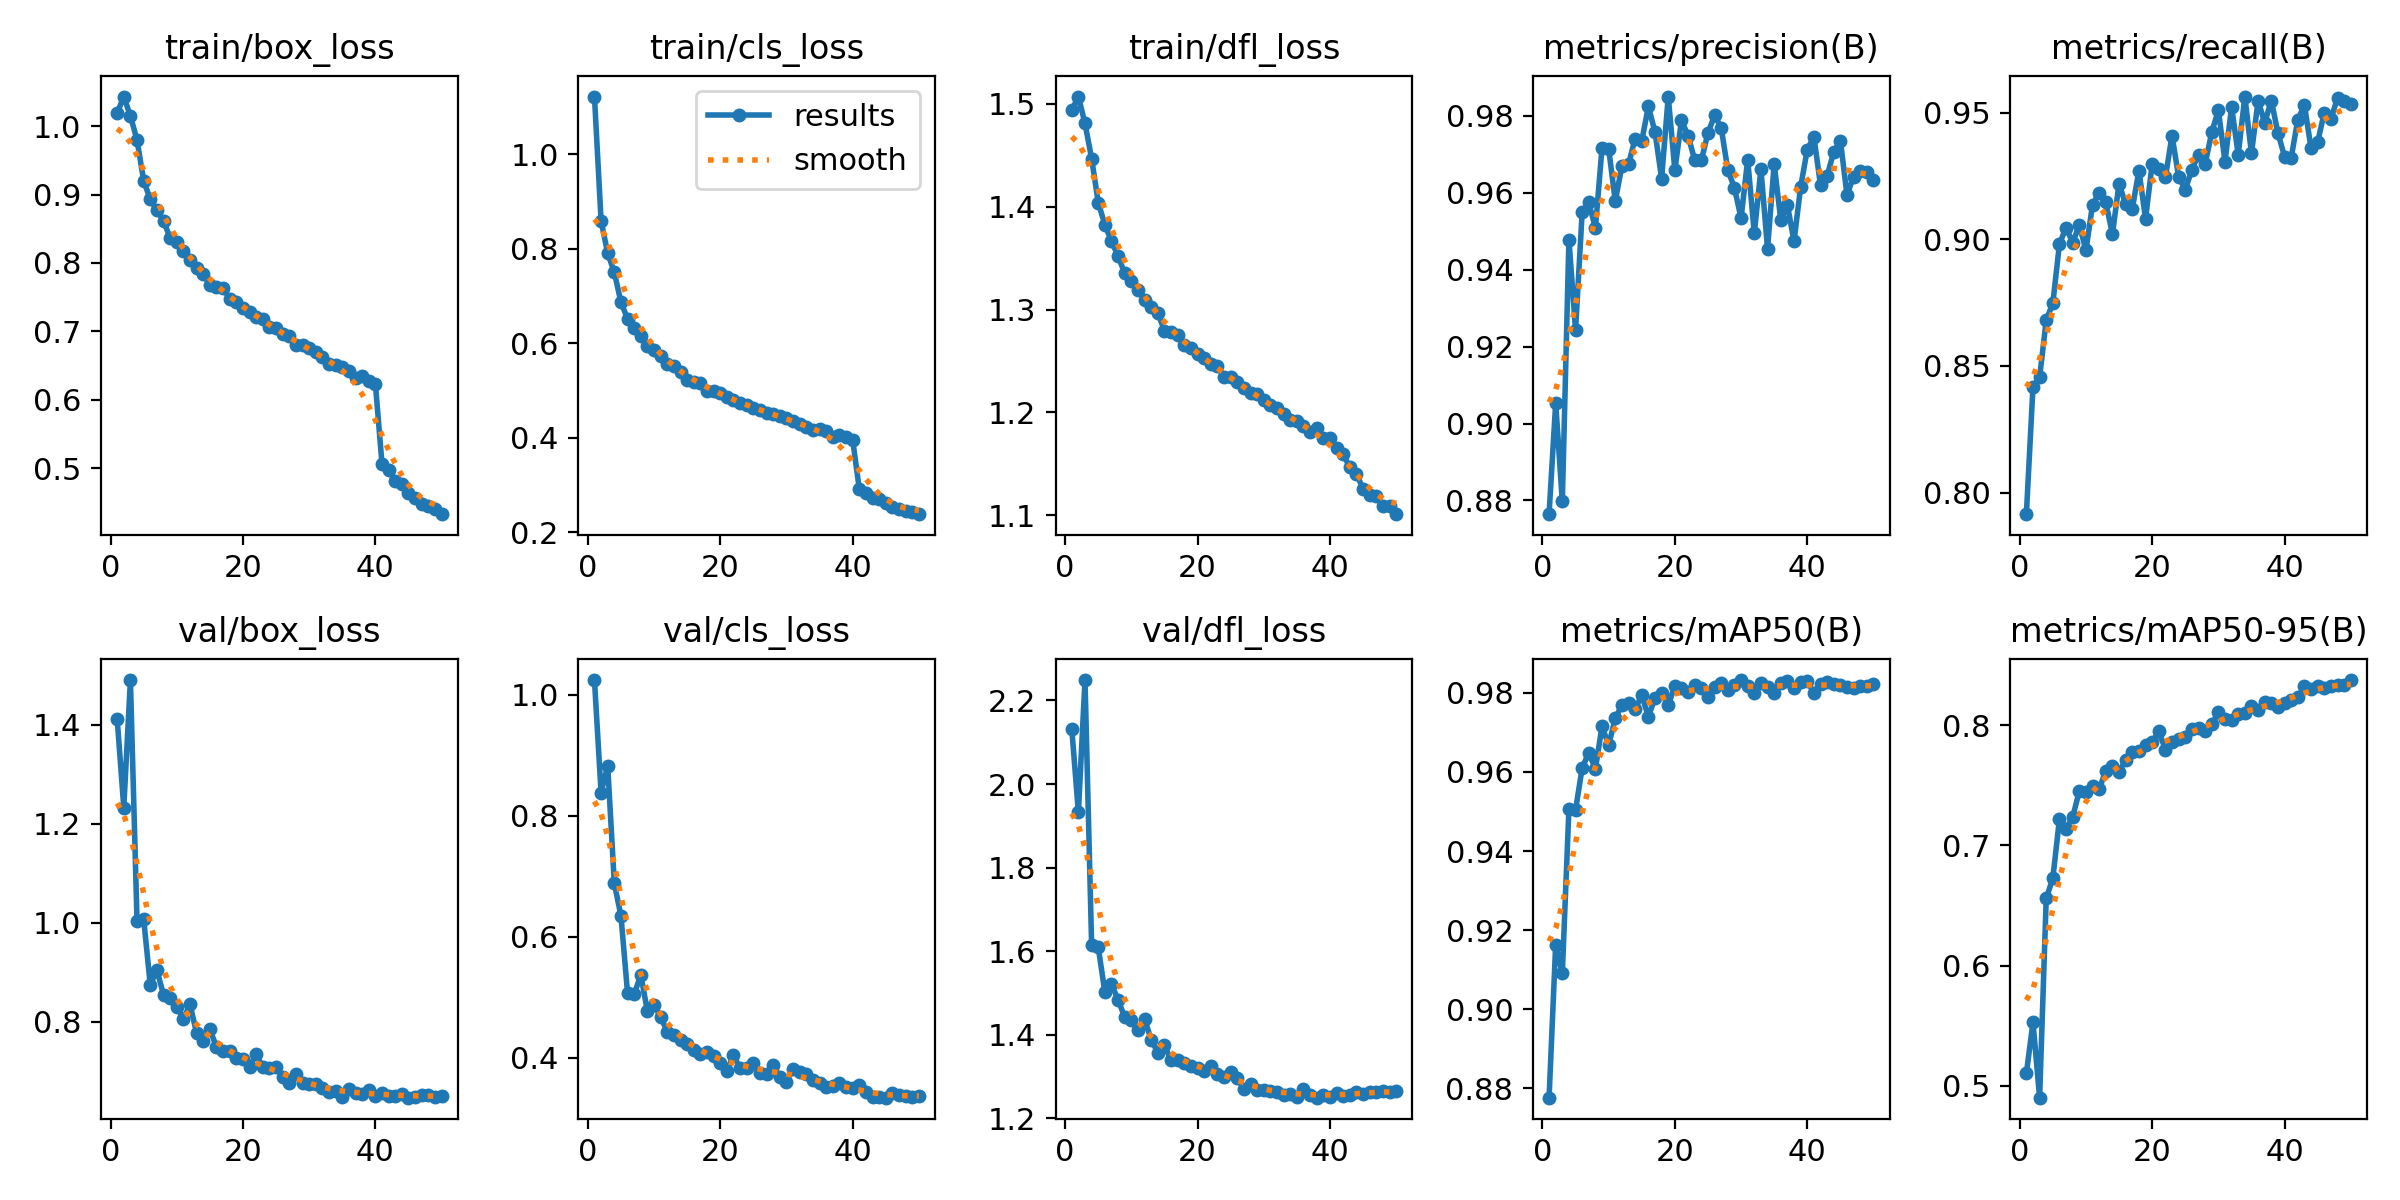 train/box_loss
1.0
0.9
0.8
0.7
0.6
0.5
0 20 40
train/cls_loss
results
smooth
1.0
0.8
0.6
0.4
0.2
0 20 40
train/dfl_loss
1.5
1.4
1.3
1.2
1.1
0 20 40
metrics/precision(B)
0.98
0.96
0.94
0.92
0.90
0.88
0 20 40
metrics/recall(B)
0.95
0.90
0.85
0.80
0 20 40
val/box_loss
1.4
1.2
1.0
0.8
0 20 40
val/cls_loss
1.0
0.8
0.6
0.4
0 20 40
val/dfl_loss
2.2
2.0
1.8
1.6
1.4
1.2
0 20 40
metrics/mAP50(B)
0.98
0.96
0.94
0.92
0.90
0.88
0 20 40
metrics/mAP50-95(B)
0.8
0.7
0.6
0.5
0 20 40